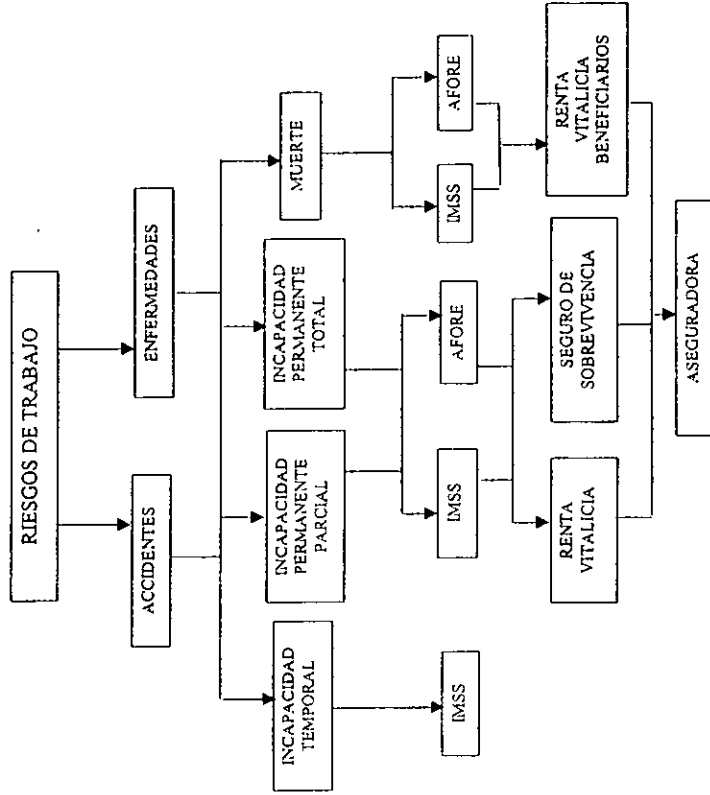 RIESGOS DE TRABAJO
ACCIDENTES
ENFERMEDADES
INCAPACIDAD
TEMPORAL
INCAPACIDAD
PERMANENTE
PARCIAL
INCAPACIDAD
PERMANENTE
TOTAL
MUERTE
IMSS
IMSS
AFORE
IMSS
AFORE
RENTA
VITALICIA
SEGURO DE
SOBREVIVENCIA
RENTA
VITALICIA
BENEFICIARIOS
ASEGURADORA